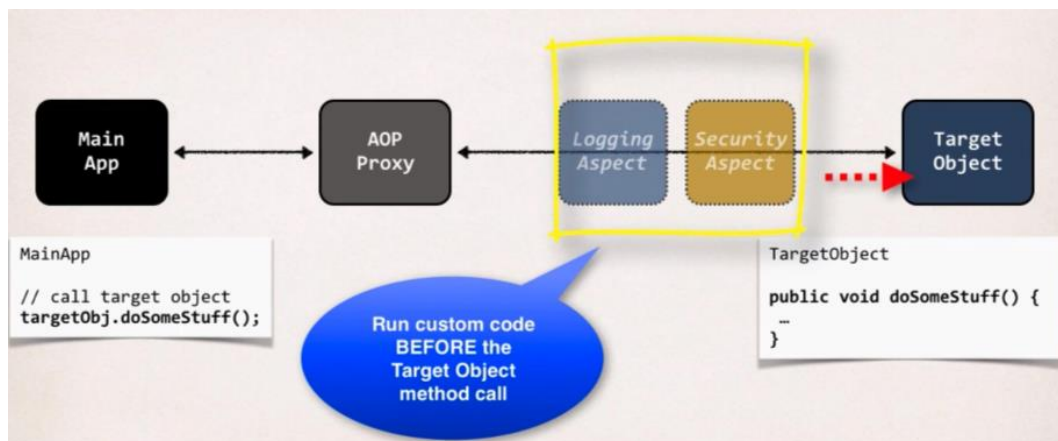 Main
App
AOP
Proxy
Logging
Aspect
Security
Aspect
Target
Object
MainApp
// call target object
targetObj.doSomeStuff();
Run custom code
BEFORE the
Target Object
method call
TargetObject
public void doSomeStuff() {
…
}